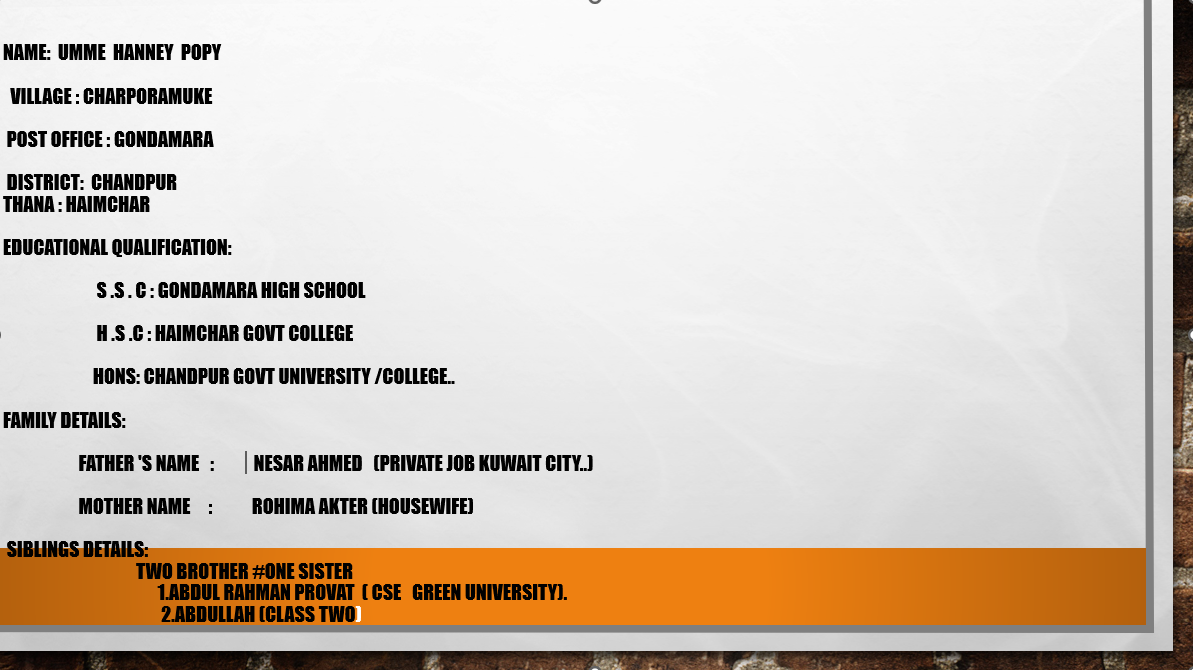 NAME: UMME HANNEY POPY
VILLAGE : CHARPORAMUKE
POST OFFICE : GONDAMARA
DISTRICT: CHANDPUR
THANA : HAIMCHAR
EDUCATIONAL QUALIFICATION:
S .S . C : GONDAMARA HIGH SCHOOL
H .S .C : HAIMCHAR GOVT COLLEGE
HONS: CHANDPUR GOVT UNIVERSITY /COLLEGE..
FAMILY DETAILS:
FATHER 'S NAME : NESAR AHMED (PRIVATE JOB KUWAIT CITY..)
MOTHER NAME : ROHIMA AKTER (HOUSEWIFE)
SIBLINGS DETAILS:
TWO BROTHER #ONE SISTER
1.ABDUL RAHMAN PROVAT ( CSE GREEN UNIVERSITY).
2.ABDULLAH (CLASS TWO)